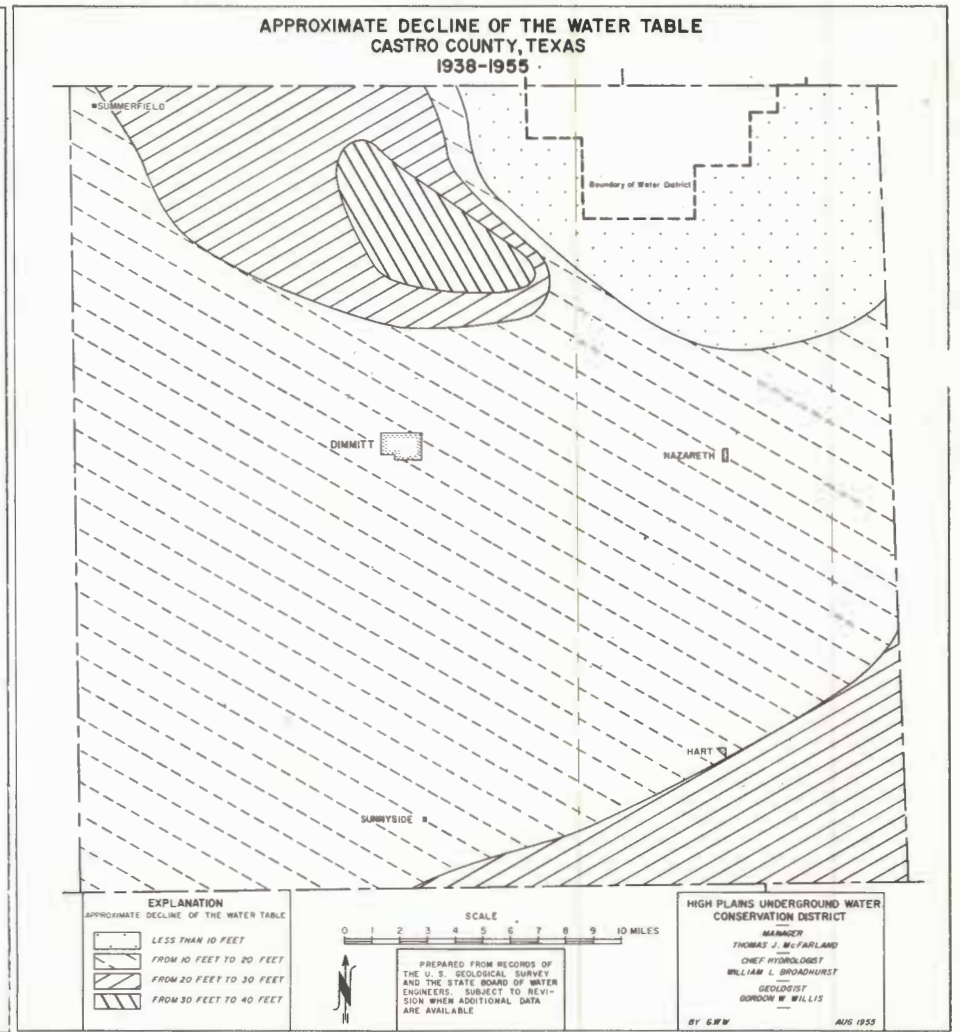 APPROXIMATE DECLINE OF THE WATER TABLE
CASTRO COUNTY, TEXAS
1938-1955
SUMMERFIELD
Boundary of Water District
DIMMITT
NAZARETH
HART
SUNNYSIDE
EXPLANATION
APPROXIMATE DECLINE OF THE WATER TABLE
LESS THAN 10 FEET
FROM 10 FEET TO 20 FEET
FROM 20 FEET TO 30 FEET
FROM 30 FEET TO 40 FEET
SCALE
0 1 2 3 4 5 6 7 8 9 10 MILES
N
PREPARED FROM RECORDS OF
THE U. S. GEOLOGICAL SURVEY
AND THE STATE BOARD OF WATER
ENGINEERS. SUBJECT TO REVI-
SION WHEN ADDITIONAL DATA
ARE AVAILABLE
HIGH PLAINS UNDERGROUND WATER
CONSERVATION DISTRICT
MANAGER
THOMAS J. McFARLAND
CHIEF HYDROLOGIST
WILLIAM L BROADHURST
GEOLOGIST
GORDON W WILLIS
BY G.W.W AUG 1955